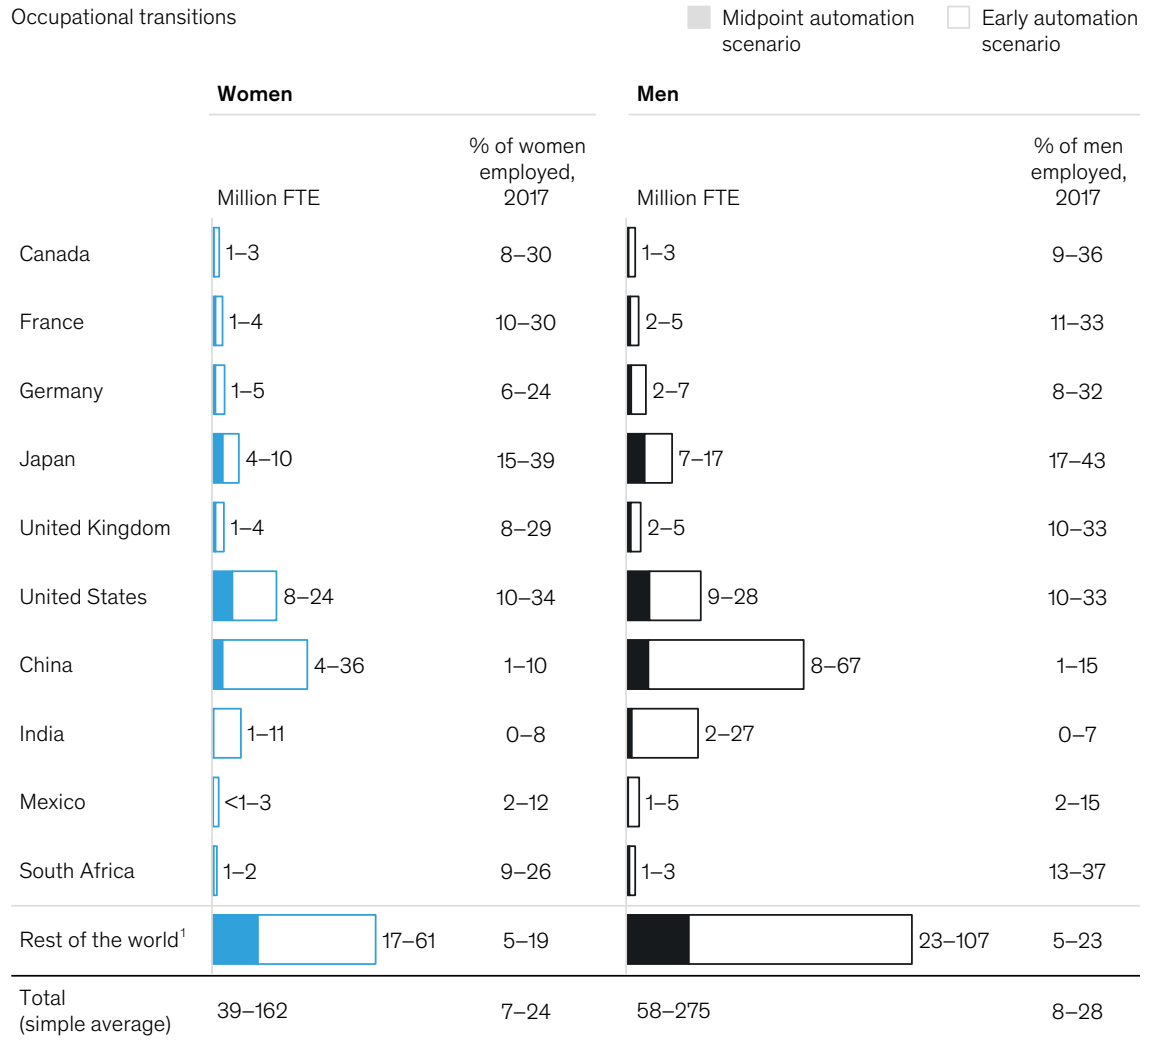 Occupational transitions
Midpoint automation
scenario
Early automation
scenario
Women
Men
Million FTE
% of women
employed,
2017
Million FTE
% of men
employed,
2017
Canada 1–3 8–30 1–3 9–36
France 1–4 10–30 2–5 11–33
Germany 1–5 6–24 2–7 8–32
Japan 4–10 15–39 7–17 17–43
United Kingdom 1–4 8–29 2–5 10–33
United States 8–24 10–34 9–28 10–33
China 4–36 1–10 8–67 1–15
India 1–11 0–8 2–27 0–7
Mexico <1–3 2–12 1–5 2–15
South Africa 1–2 9–26 1–3 13–37
Rest of the world¹ 17–61 5–19 23–107 5–23
Total
(simple average) 39–162 7–24 58–275 8–28